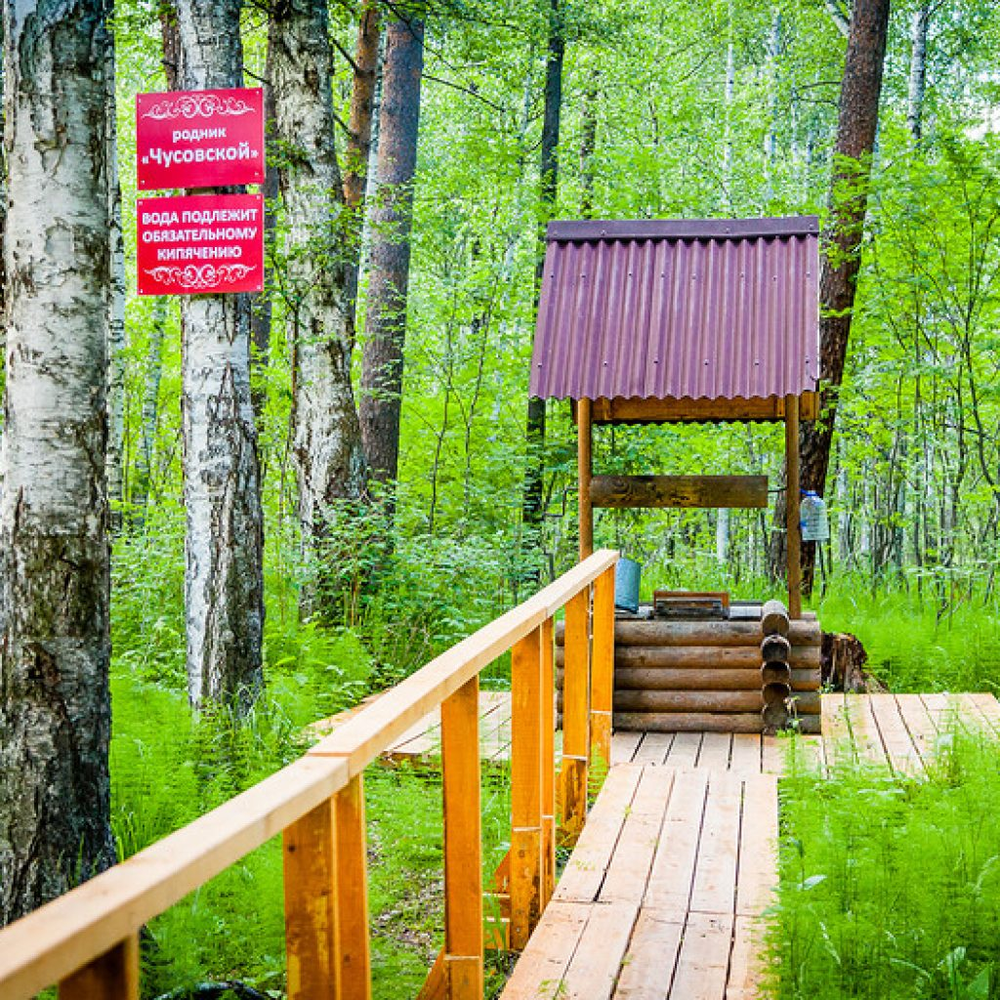 родник
«Чусовской»
ВОДА ПОДЛЕЖИТ
ОБЯЗАТЕЛЬНОМУ
КИПЯЧЕНИЮ